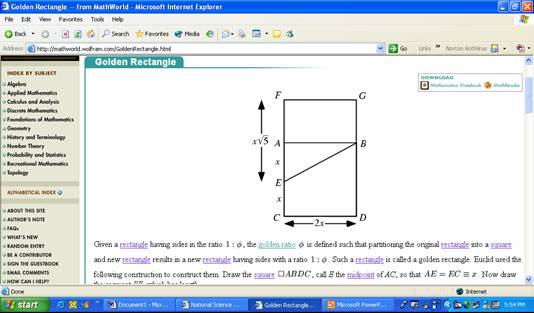 Golden Rectangle -- from MathWorld - Microsoft Internet Explorer
File Edit View Favorites Tools Help
Back Search Favorites Media
Address http://mathworld.wolfram.com/GoldenRectangle.html Go Links » Norton AntiVirus
INDEX BY SUBJECT
Algebra
Applied Mathematics
Calculus and Analysis
Discrete Mathematics
Foundations of Mathematics
Geometry
History and Terminology
Number Theory
Probability and Statistics
Recreational Mathematics
Topology
ALPHABETICAL INDEX
ABOUT THIS SITE
AUTHOR'S NOTE
FAQs
WHAT'S NEW
RANDOM ENTRY
BE A CONTRIBUTOR
SIGN THE GUESTBOOK
EMAIL COMMENTS
HOW CAN I HELP?
Golden Rectangle
DOWNLOAD
Mathematica Notebook MathReader
F G
x√5 A B
x
E
x
C D
2x
Given a rectangle having sides in the ratio 1 : ϕ, the golden ratio ϕ is defined such that partitioning the original rectangle into a square
and new rectangle results in a new rectangle having sides with a ratio 1 : ϕ. Such a rectangle is called a golden rectangle. Euclid used the
following construction to construct them. Draw the square □ABDC, call E the midpoint of AC, so that AE = EC ≡ x. Now draw
Done Internet
start Document1 - Mic... National Science ... Golden Rectangle... Microsoft PowerP... 5:54 PM